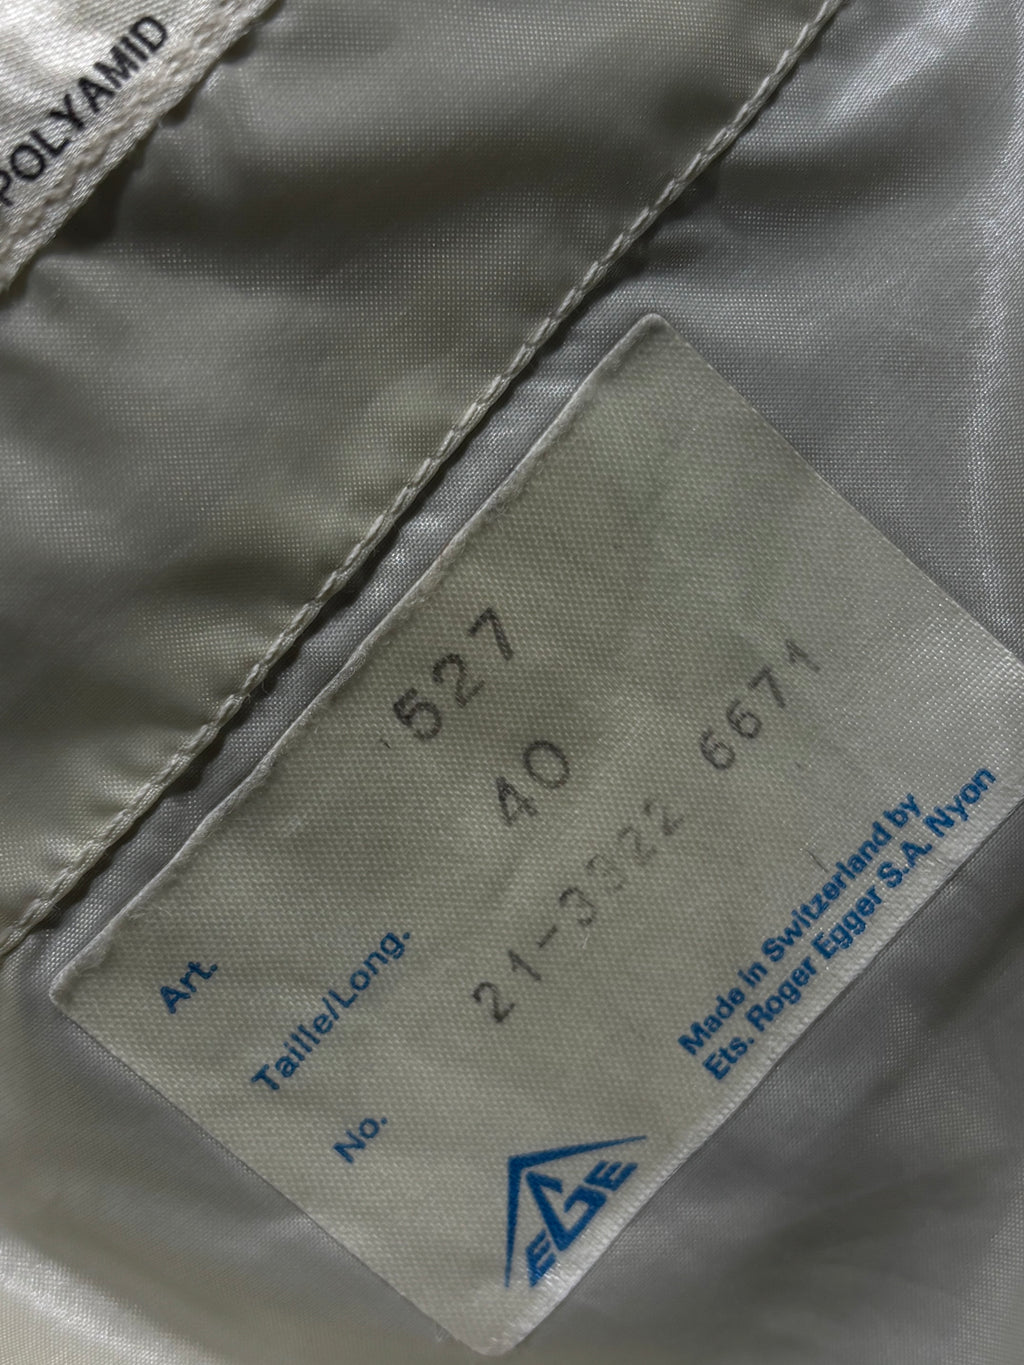 POLYAMID
Art. 527
Taille/Long. 40
No. 21-3322 6671
EGE
Made in Switzerland by
Ets. Roger Egger S.A. Nyon